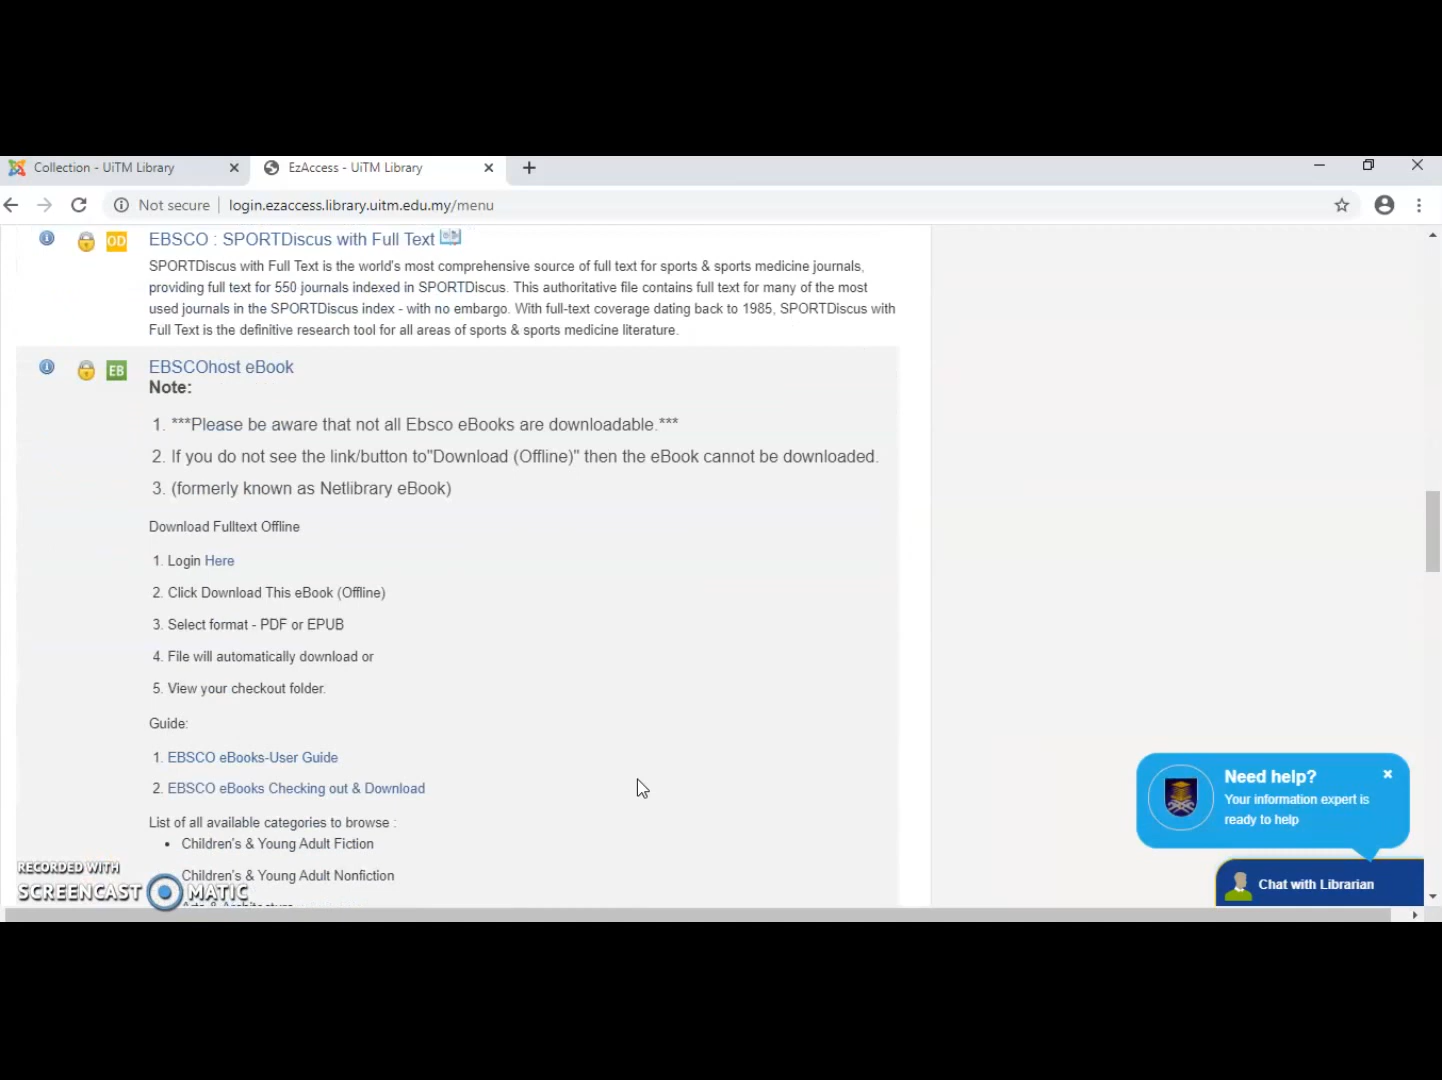 Collection - UiTM Library
EzAccess - UiTM Library
Not secure
login.ezaccess.library.uitm.edu.my/menu
OD
EBSCO : SPORTDiscus with Full Text
SPORTDiscus with Full Text is the world's most comprehensive source of full text for sports & sports medicine journals,
providing full text for 550 journals indexed in SPORTDiscus. This authoritative file contains full text for many of the most
used journals in the SPORTDiscus index - with no embargo. With full-text coverage dating back to 1985, SPORTDiscus with
Full Text is the definitive research tool for all areas of sports & sports medicine literature.
EB
EBSCOhost eBook
Note:
1. ***Please be aware that not all Ebsco eBooks are downloadable.***
2. If you do not see the link/button to"Download (Offline)" then the eBook cannot be downloaded.
3. (formerly known as Netlibrary eBook)
Download Fulltext Offline
1. Login Here
2. Click Download This eBook (Offline)
3. Select format - PDF or EPUB
4. File will automatically download or
5. View your checkout folder.
Guide:
1. EBSCO eBooks-User Guide
2. EBSCO eBooks Checking out & Download
List of all available categories to browse :
Children's & Young Adult Fiction
Children's & Young Adult Nonfiction
Arts & Architecture
Need help?
Your information expert is
ready to help
Chat with Librarian
RECORDED WITH
SCREENCAST MATIC